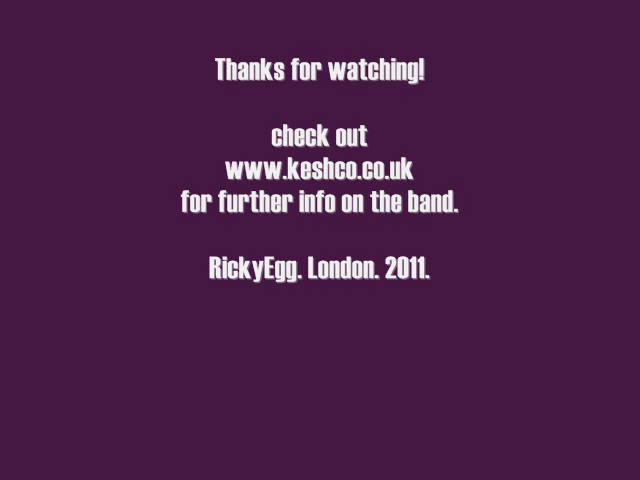 Thanks for watching!
check out
www.keshco.co.uk
for further info on the band.
RickyEgg. London. 2011.